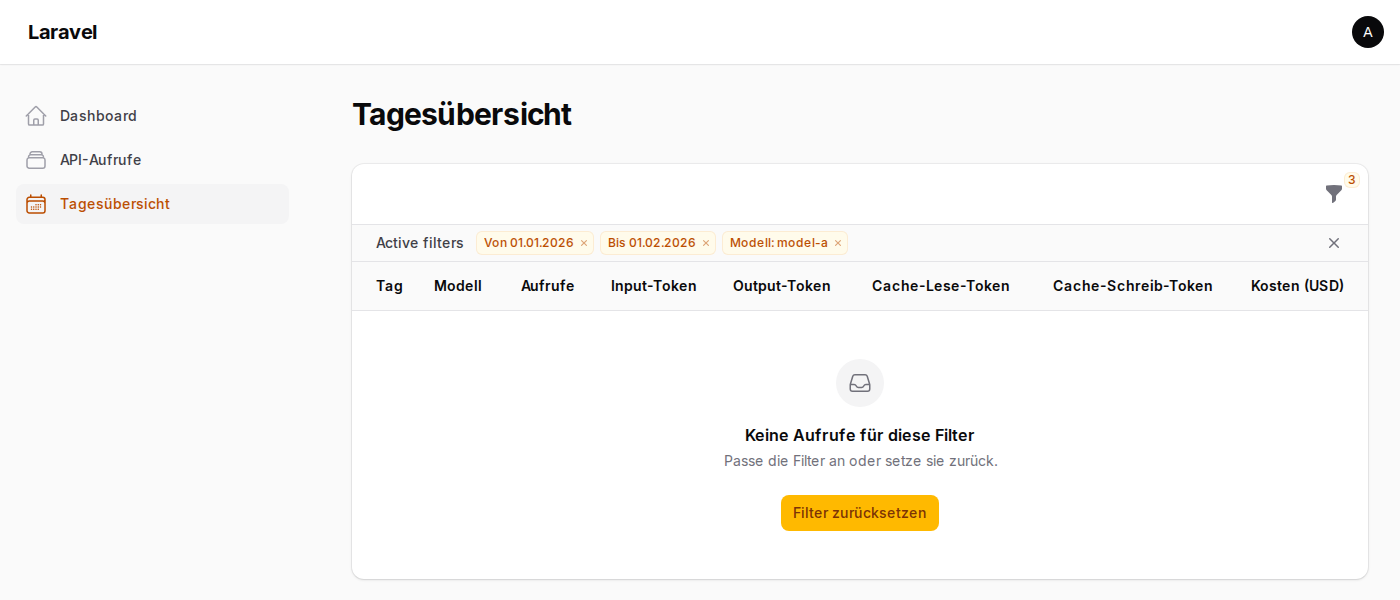 Laravel
A
Dashboard
API-Aufrufe
Tagesübersicht
Tagesübersicht
3
Active filters Von 01.01.2026 × Bis 01.02.2026 × Modell: model-a ×
Tag Modell Aufrufe Input-Token Output-Token Cache-Lese-Token Cache-Schreib-Token Kosten (USD)
Keine Aufrufe für diese Filter
Passe die Filter an oder setze sie zurück.
Filter zurücksetzen